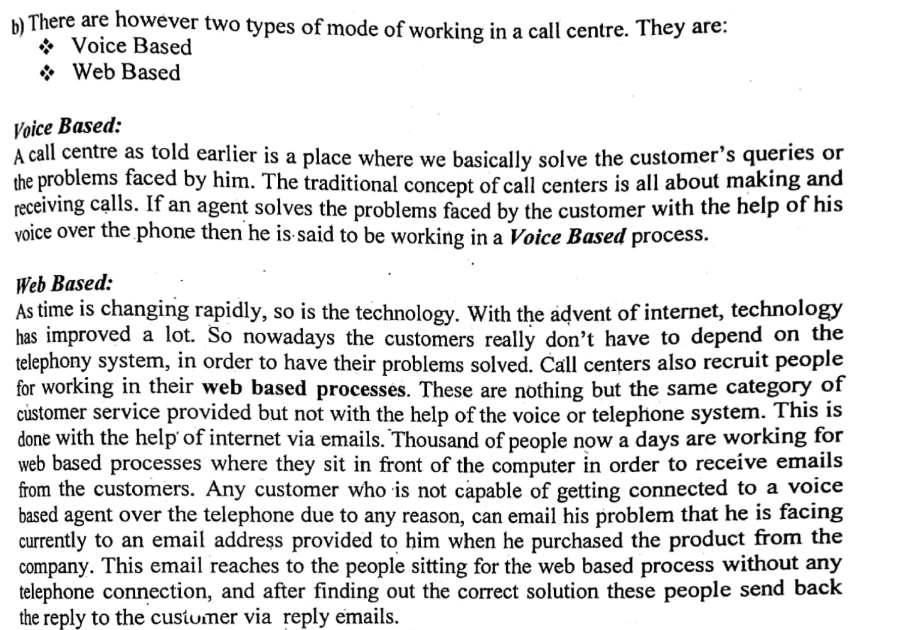 b) There are however two types of mode of working in a call centre. They are:
❖ Voice Based
❖ Web Based
Voice Based:
A call centre as told earlier is a place where we basically solve the customer's queries or
the problems faced by him. The traditional concept of call centers is all about making and
receiving calls. If an agent solves the problems faced by the customer with the help of his
voice over the phone then he is said to be working in a Voice Based process.
Web Based:
As time is changing rapidly, so is the technology. With the advent of internet, technology
has improved a lot. So nowadays the customers really don't have to depend on the
telephony system, in order to have their problems solved. Call centers also recruit people
for working in their web based processes. These are nothing but the same category of
customer service provided but not with the help of the voice or telephone system. This is
done with the help of internet via emails. Thousand of people now a days are working for
web based processes where they sit in front of the computer in order to receive emails
from the customers. Any customer who is not capable of getting connected to a voice
based agent over the telephone due to any reason, can email his problem that he is facing
currently to an email address provided to him when he purchased the product from the
company. This email reaches to the people sitting for the web based process without any
telephone connection, and after finding out the correct solution these people send back
the reply to the customer via reply emails.